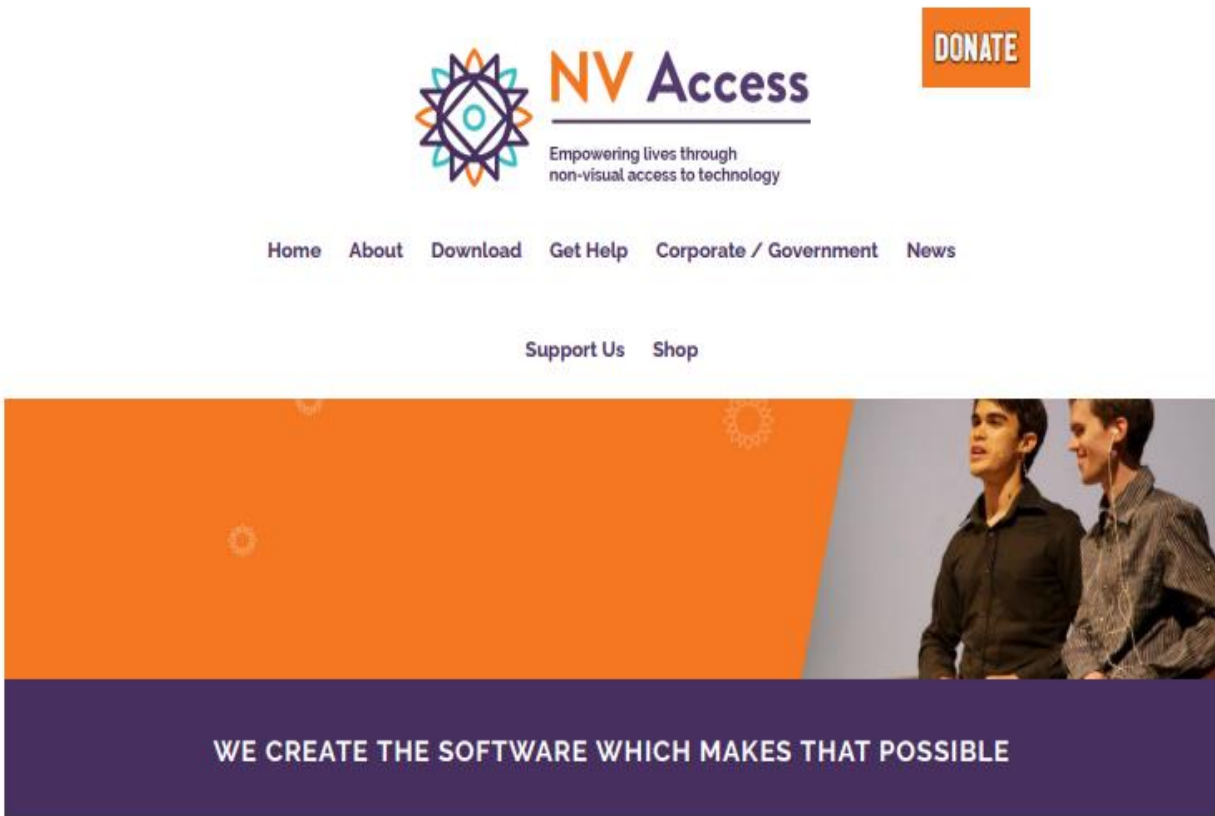 DONATE
NV Access
Empowering lives through
non-visual access to technology
Home About Download Get Help Corporate / Government News
Support Us Shop
WE CREATE THE SOFTWARE WHICH MAKES THAT POSSIBLE